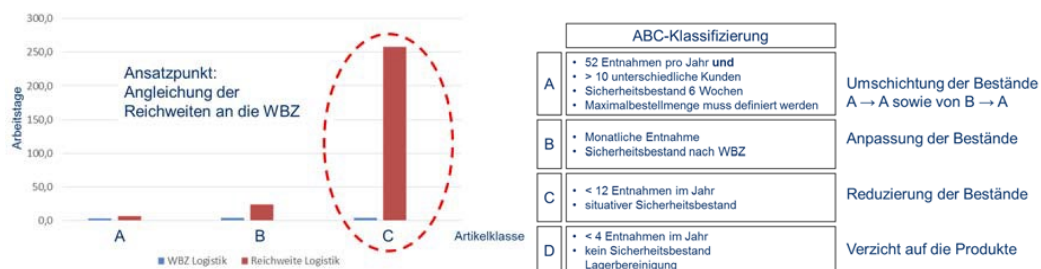 300,0
250,0
200,0
150,0
100,0
50,0
0,0
Arbeitstage
Ansatzpunkt:
Angleichung der
Reichweiten an die WBZ
A
B
C
Artikelklasse
WBZ Logistik
Reichweite Logistik
ABC-Klassifizierung
A
• 52 Entnahmen pro Jahr und
• > 10 unterschiedliche Kunden
• Sicherheitsbestand 6 Wochen
• Maximalbestellmenge muss definiert werden
Umschichtung der Bestände
A → A sowie von B → A
B
• Monatliche Entnahme
• Sicherheitsbestand nach WBZ
Anpassung der Bestände
C
• < 12 Entnahmen im Jahr
• situativer Sicherheitsbestand
Reduzierung der Bestände
D
• < 4 Entnahmen im Jahr
• kein Sicherheitsbestand
Lagerbereinigung
Verzicht auf die Produkte